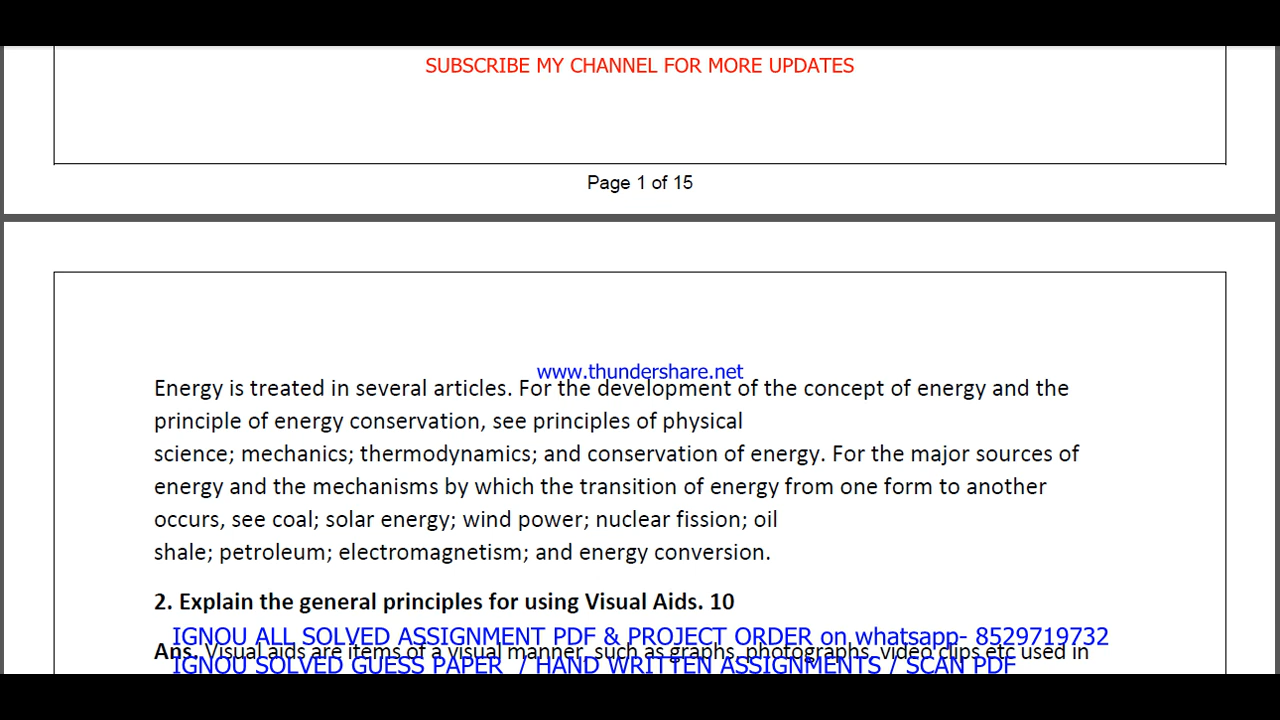 SUBSCRIBE MY CHANNEL FOR MORE UPDATES
Page 1 of 15
www.thundershare.net
Energy is treated in several articles. For the development of the concept of energy and the
principle of energy conservation, see principles of physical
science; mechanics; thermodynamics; and conservation of energy. For the major sources of
energy and the mechanisms by which the transition of energy from one form to another
occurs, see coal; solar energy; wind power; nuclear fission; oil
shale; petroleum; electromagnetism; and energy conversion.
2. Explain the general principles for using Visual Aids. 10
IGNOU ALL SOLVED ASSIGNMENT PDF & PROJECT ORDER on whatsapp- 8529719732
Ans. Visual aids are items of a visual manner, such as graphs, photographs, video clips etc used in
IGNOU SOLVED GUESS PAPER / HAND WRITTEN ASSIGNMENTS / SCAN PDF